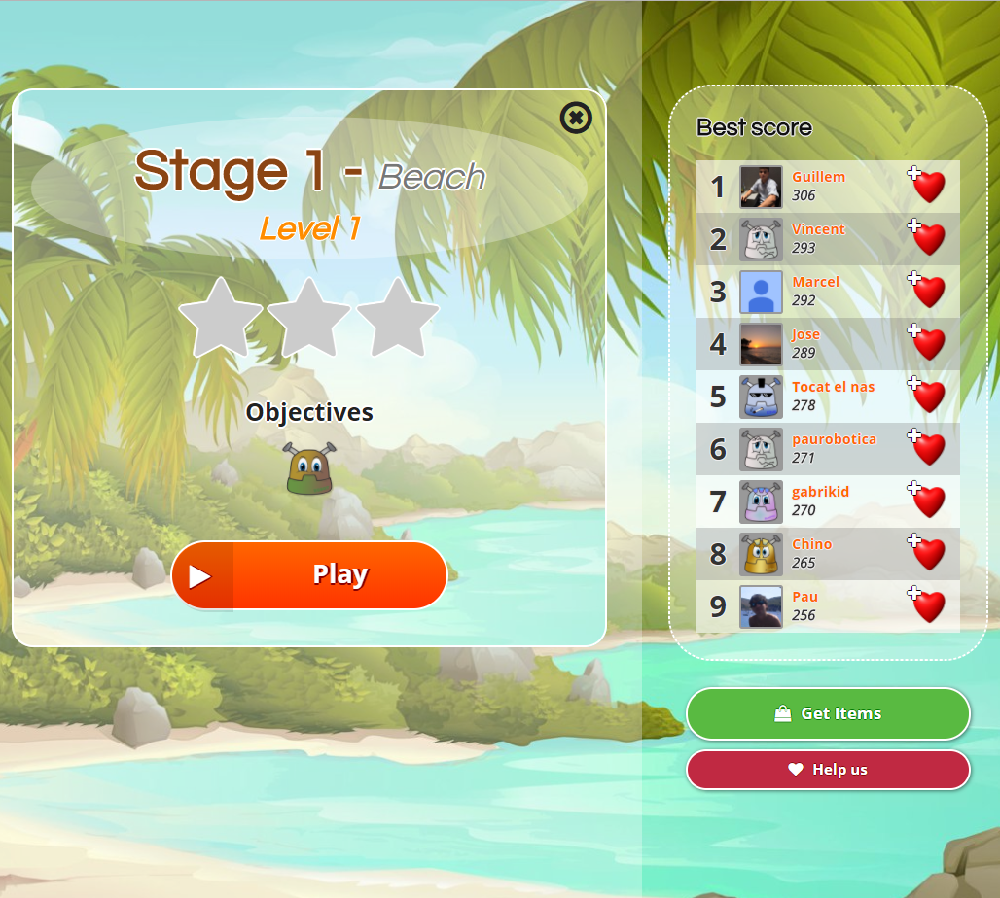 Stage 1 - Beach
Level 1
Objectives
Play
Best score
1
Guillem
306
2
Vincent
293
3
Marcel
292
4
Jose
289
5
Tocat el nas
278
6
paurobotica
271
7
gabrikid
270
8
Chino
265
9
Pau
256
Get Items
Help us